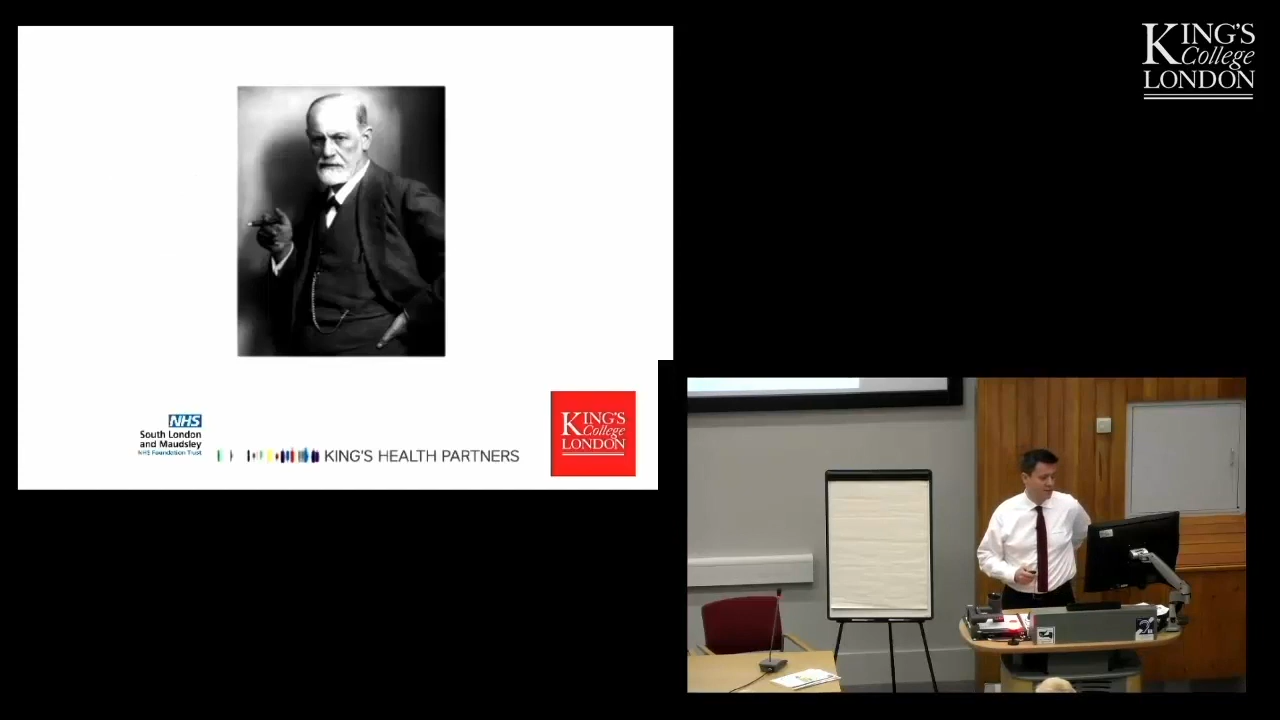 NHS
South London
and Maudsley
NHS Foundation Trust
KING'S HEALTH PARTNERS
KING'S
College
LONDON
KING'S
College
LONDON